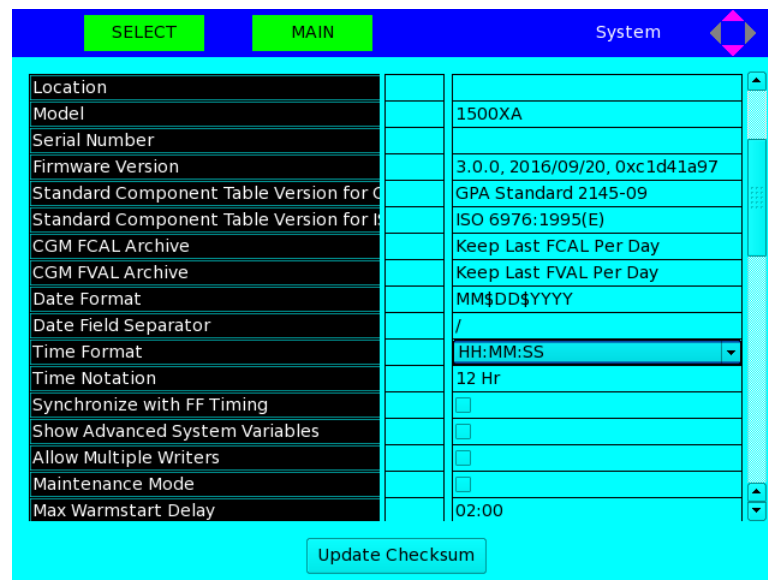 SELECT MAIN System
Location
Model 1500XA
Serial Number
Firmware Version 3.0.0, 2016/09/20, 0xc1d41a97
Standard Component Table Version for GPA Standard 2145-09
Standard Component Table Version for ISO 6976:1995(E)
CGM FCAL Archive Keep Last FCAL Per Day
CGM FVAL Archive Keep Last FVAL Per Day
Date Format MM$DD$YYYY
Date Field Separator /
Time Format HH:MM:SS
Time Notation 12 Hr
Synchronize with FF Timing
Show Advanced System Variables
Allow Multiple Writers
Maintenance Mode
Max Warmstart Delay 02:00
Update Checksum